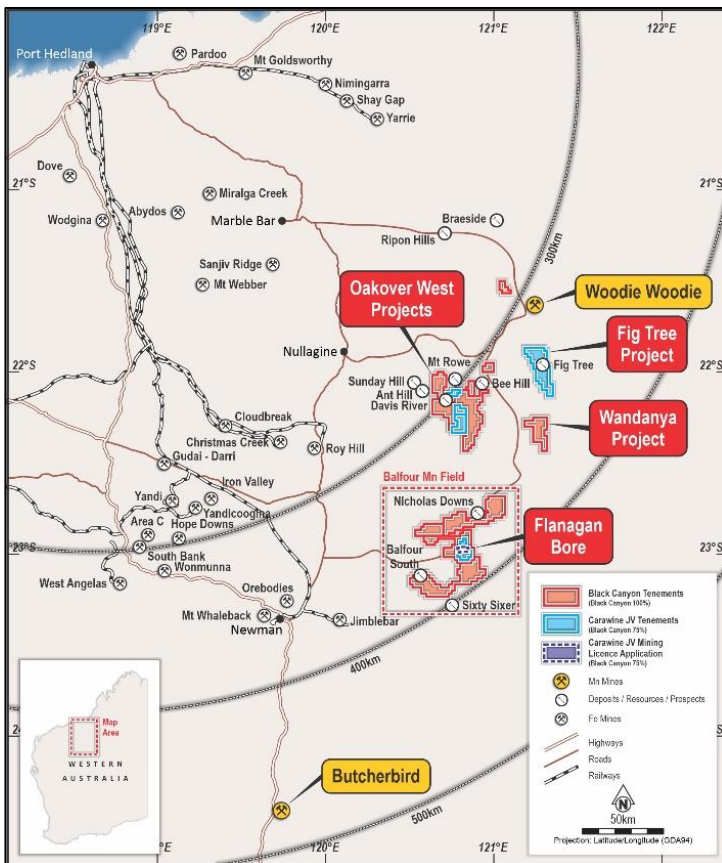 119°E
120°E
121°E
122°E
Port Hedland
Pardoo
Mt Goldsworthy
Nimingarra
Shay Gap
Yarrie
Dove
21°S
21°S
Miralga Creek
Abydos
Wodgina
Marble Bar
Braeside
Ripon Hills
300km
Sanjiv Ridge
Mt Webber
Oakover West
Projects
Woodie Woodie
Fig Tree
Project
Nullagine
22°S
22°S
Mt Rowe
Fig Tree
Sunday Hill
Bee Hill
Ant Hill
Davis River
Wandanya
Project
Cloudbreak
Christmas Creek
Roy Hill
Gudai - Darri
Balfour Mn Field
Iron Valley
Yandi
Yandicoogina
Nicholas Downs
Area C
Hope Downs
Flanagan
Bore
23°S
23°S
South Bank
Balfour
South
West Angelas
Wonmunna
Orebodies
Sixty Sixer
Mt Whaleback
Jimblebar
Newman
400km
Black Canyon Tenements
(Black Canyon 100%)
Carawine JV Tenements
(Black Canyon 75%)
Carawine JV Mining
Licence Application
(Black Canyon 75%)
Mn Mines
Deposits / Resources / Prospects
Fe Mines
Highways
Roads
Railways
N
50km
Projection: Latitude/Longitude (GDA94)
Map
Area
WESTERN
AUSTRALIA
24°
Butcherbird
500km
119°E
120°E
121°E